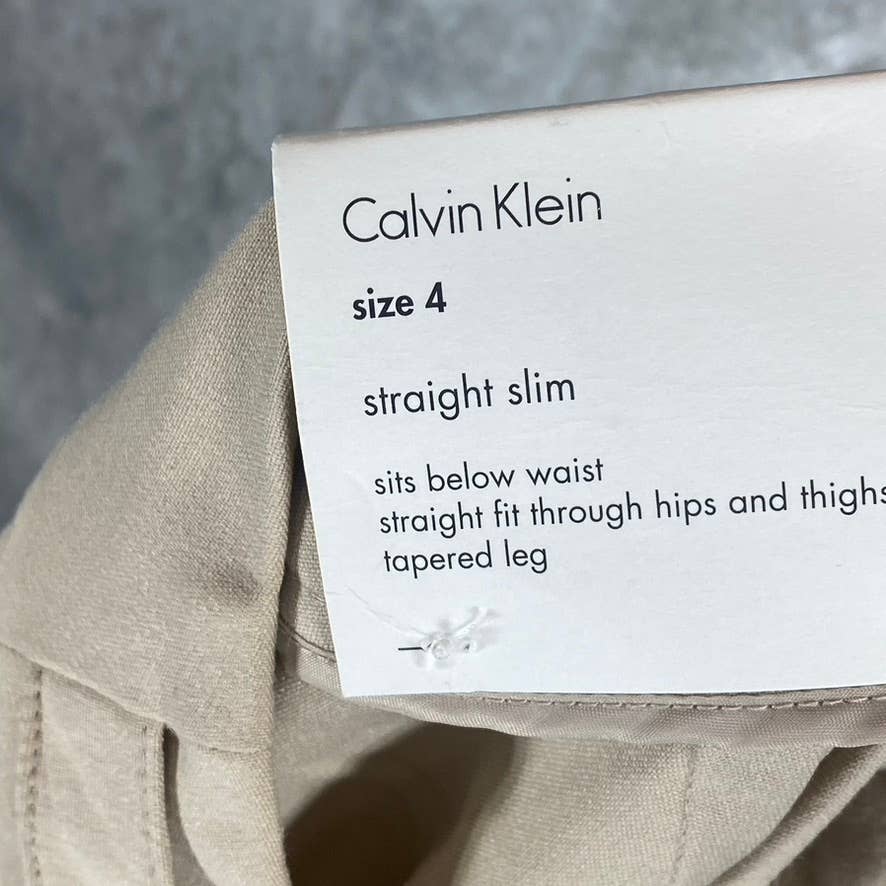 Calvin Klein
size 4
straight slim
sits below waist
straight fit through hips and thighs
tapered leg